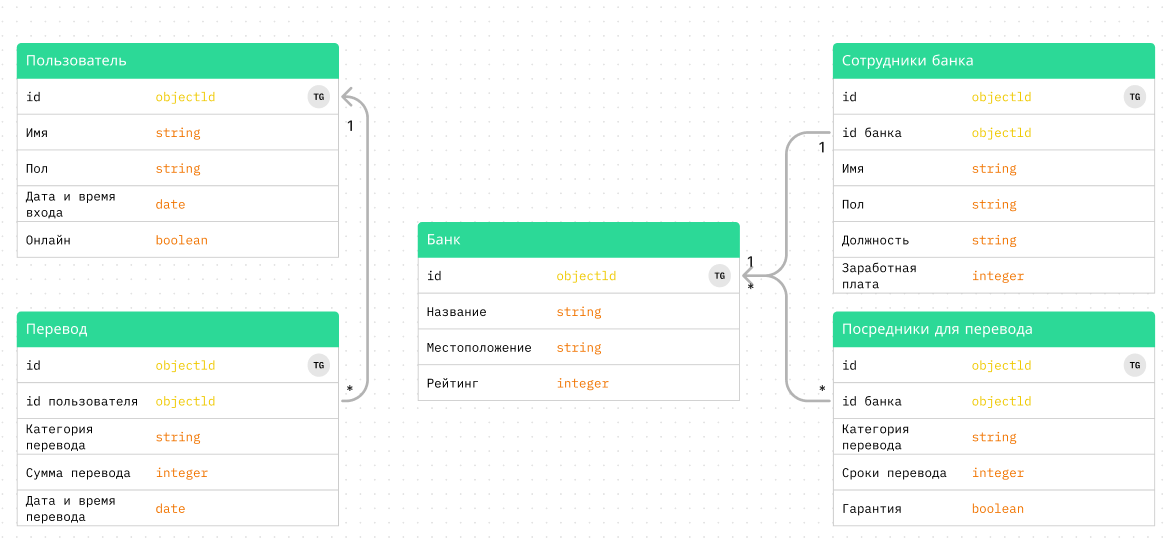 Пользователь
id objectId TG
Имя string
Пол string
Дата и время
входа date
Онлайн boolean
1
Перевод
id objectId TG
id пользователя objectId
*
Категория
перевода string
Сумма перевода integer
Дата и время
перевода date
Банк
id objectId TG
1
*
Название string
Местоположение string
Рейтинг integer
Сотрудники банка
id objectId TG
id банка objectId
1
Имя string
Пол string
Должность string
Заработная
плата integer
Посредники для перевода
id objectId TG
id банка objectId
*
Категория
перевода string
Сроки перевода integer
Гарантия boolean